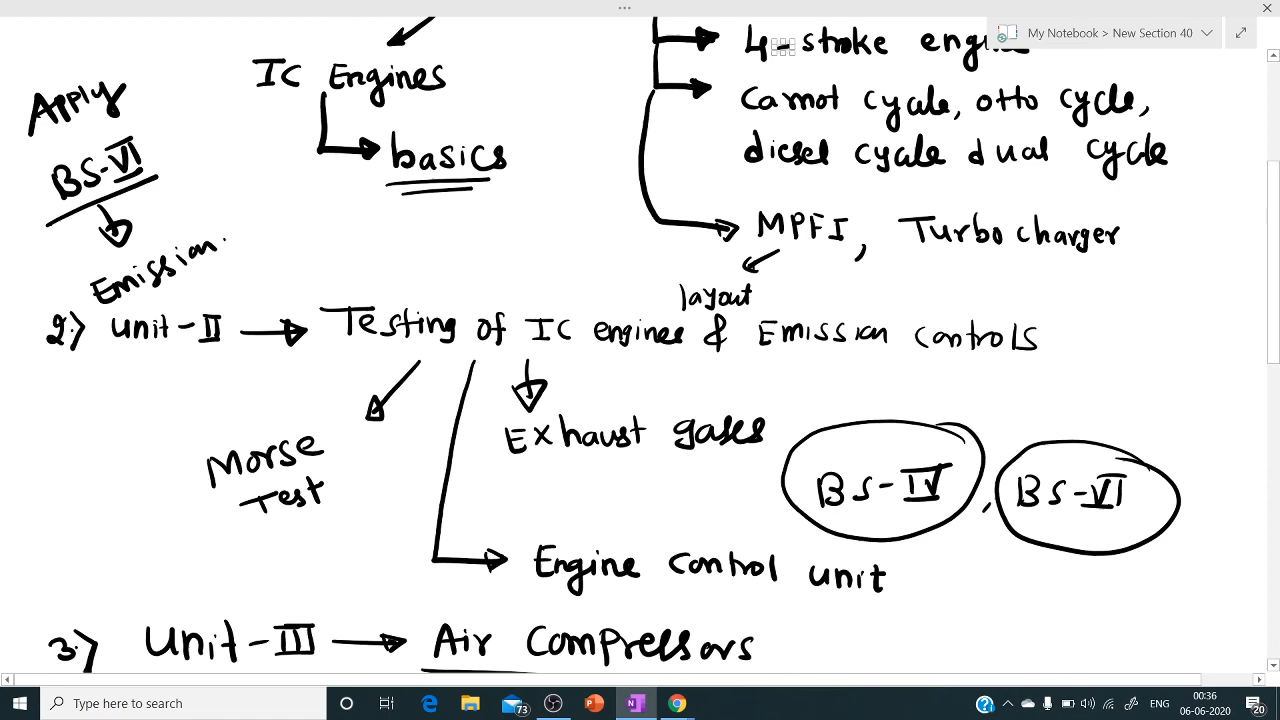 My Notebook > New Section 40
4-stroke engine
IC Engines
Carnot cycle, otto cycle,
diesel cycle dual cycle
basics
Apply
BS-VI
Emission.
MPFI, Turbo charger
layout
2.) Unit-II → Testing of IC engines & Emission controls
Exhaust gases
Morse
Test
BS-IV, BS-VI
Engine control unit
3.) Unit-III → Air Compressors
Type here to search
73
ENG
00:36
06-06-2020
20